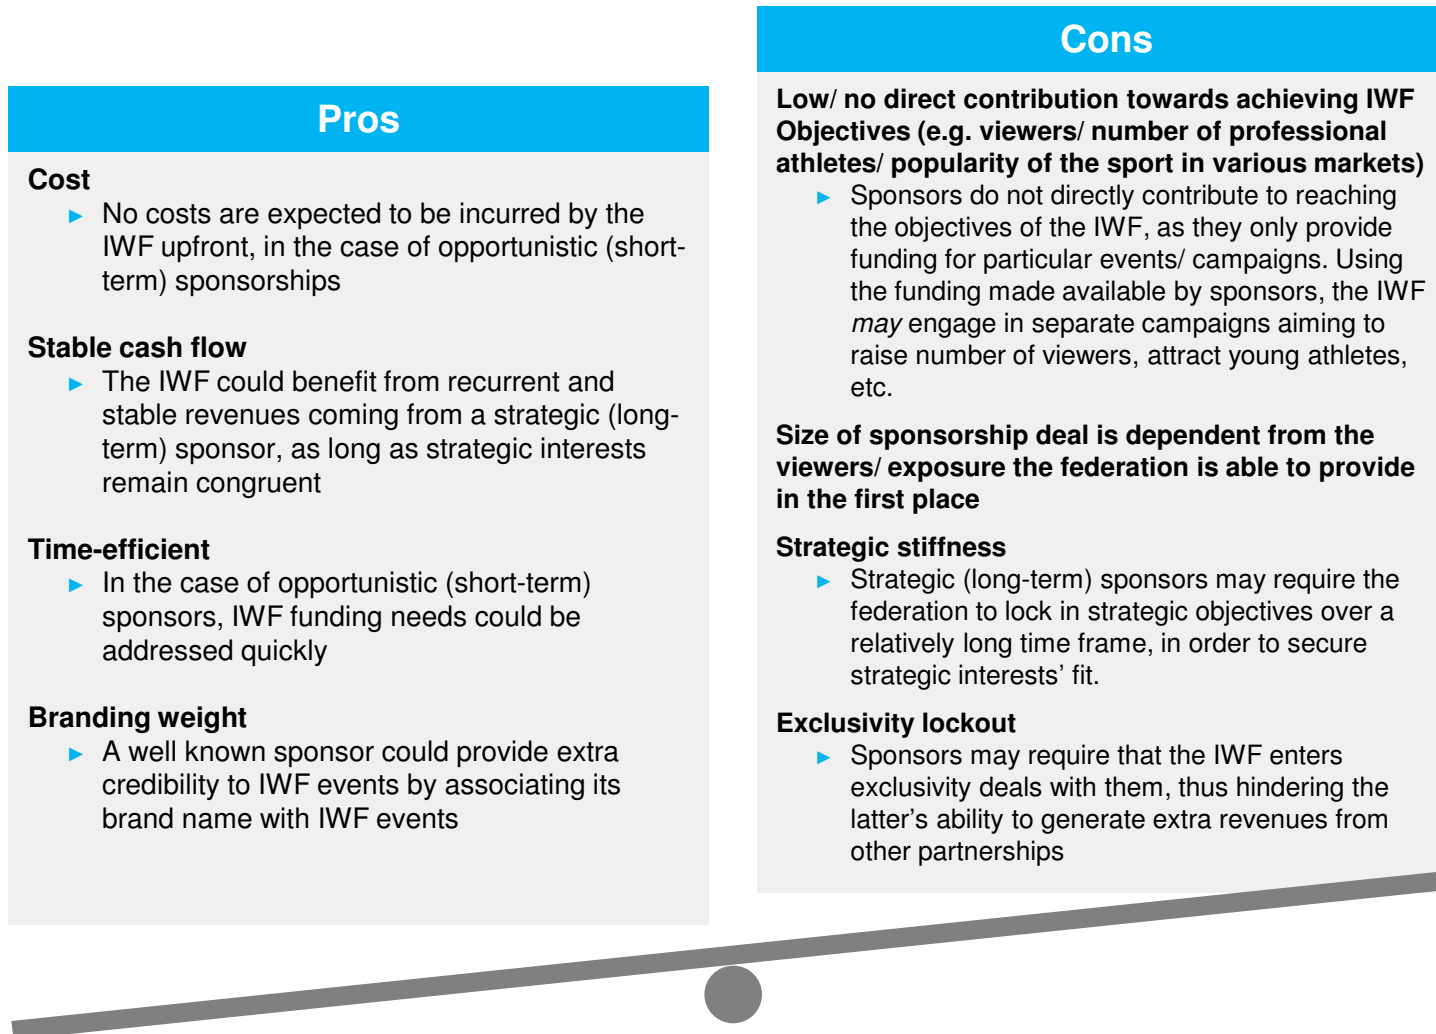 Pros
Cost
► No costs are expected to be incurred by the
IWF upfront, in the case of opportunistic (short-
term) sponsorships
Stable cash flow
► The IWF could benefit from recurrent and
stable revenues coming from a strategic (long-
term) sponsor, as long as strategic interests
remain congruent
Time-efficient
► In the case of opportunistic (short-term)
sponsors, IWF funding needs could be
addressed quickly
Branding weight
► A well known sponsor could provide extra
credibility to IWF events by associating its
brand name with IWF events
Cons
Low/ no direct contribution towards achieving IWF
Objectives (e.g. viewers/ number of professional
athletes/ popularity of the sport in various markets)
► Sponsors do not directly contribute to reaching
the objectives of the IWF, as they only provide
funding for particular events/ campaigns. Using
the funding made available by sponsors, the IWF
may engage in separate campaigns aiming to
raise number of viewers, attract young athletes,
etc.
Size of sponsorship deal is dependent from the
viewers/ exposure the federation is able to provide
in the first place
Strategic stiffness
► Strategic (long-term) sponsors may require the
federation to lock in strategic objectives over a
relatively long time frame, in order to secure
strategic interests’ fit.
Exclusivity lockout
► Sponsors may require that the IWF enters
exclusivity deals with them, thus hindering the
latter’s ability to generate extra revenues from
other partnerships